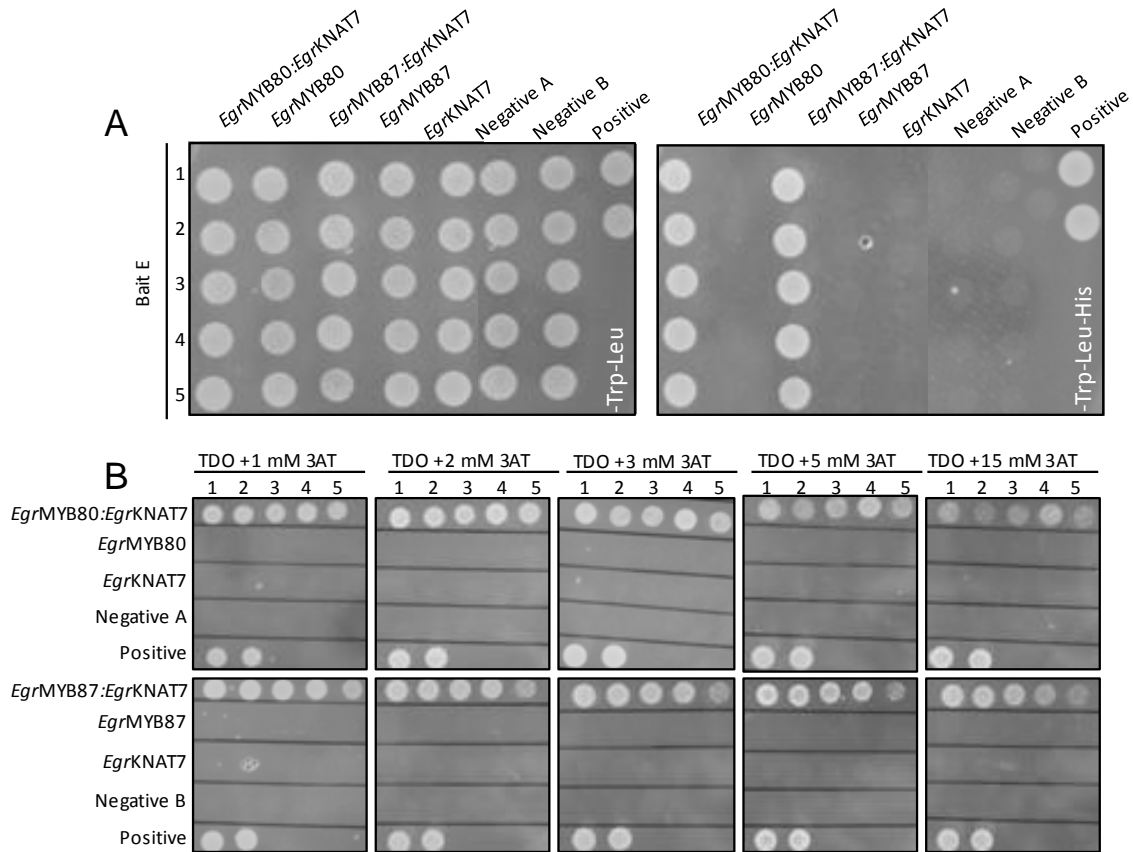 A
EgrMYB80:EgrKNAT7
EgrMYB80
EgrMYB87:EgrKNAT7
EgrMYB87
EgrKNAT7
Negative A
Negative B
Positive
EgrMYB80:EgrKNAT7
EgrMYB80
EgrMYB87:EgrKNAT7
EgrMYB87
EgrKNAT7
Negative A
Negative B
Positive
Bait E
1
2
3
4
5
-Trp-Leu
-Trp-Leu-His
B
TDO +1 mM 3AT
TDO +2 mM 3AT
TDO +3 mM 3AT
TDO +5 mM 3AT
TDO +15 mM 3AT
1 2 3 4 5
1 2 3 4 5
1 2 3 4 5
1 2 3 4 5
1 2 3 4 5
EgrMYB80:EgrKNAT7
EgrMYB80
EgrKNAT7
Negative A
Positive
EgrMYB87:EgrKNAT7
EgrMYB87
EgrKNAT7
Negative B
Positive